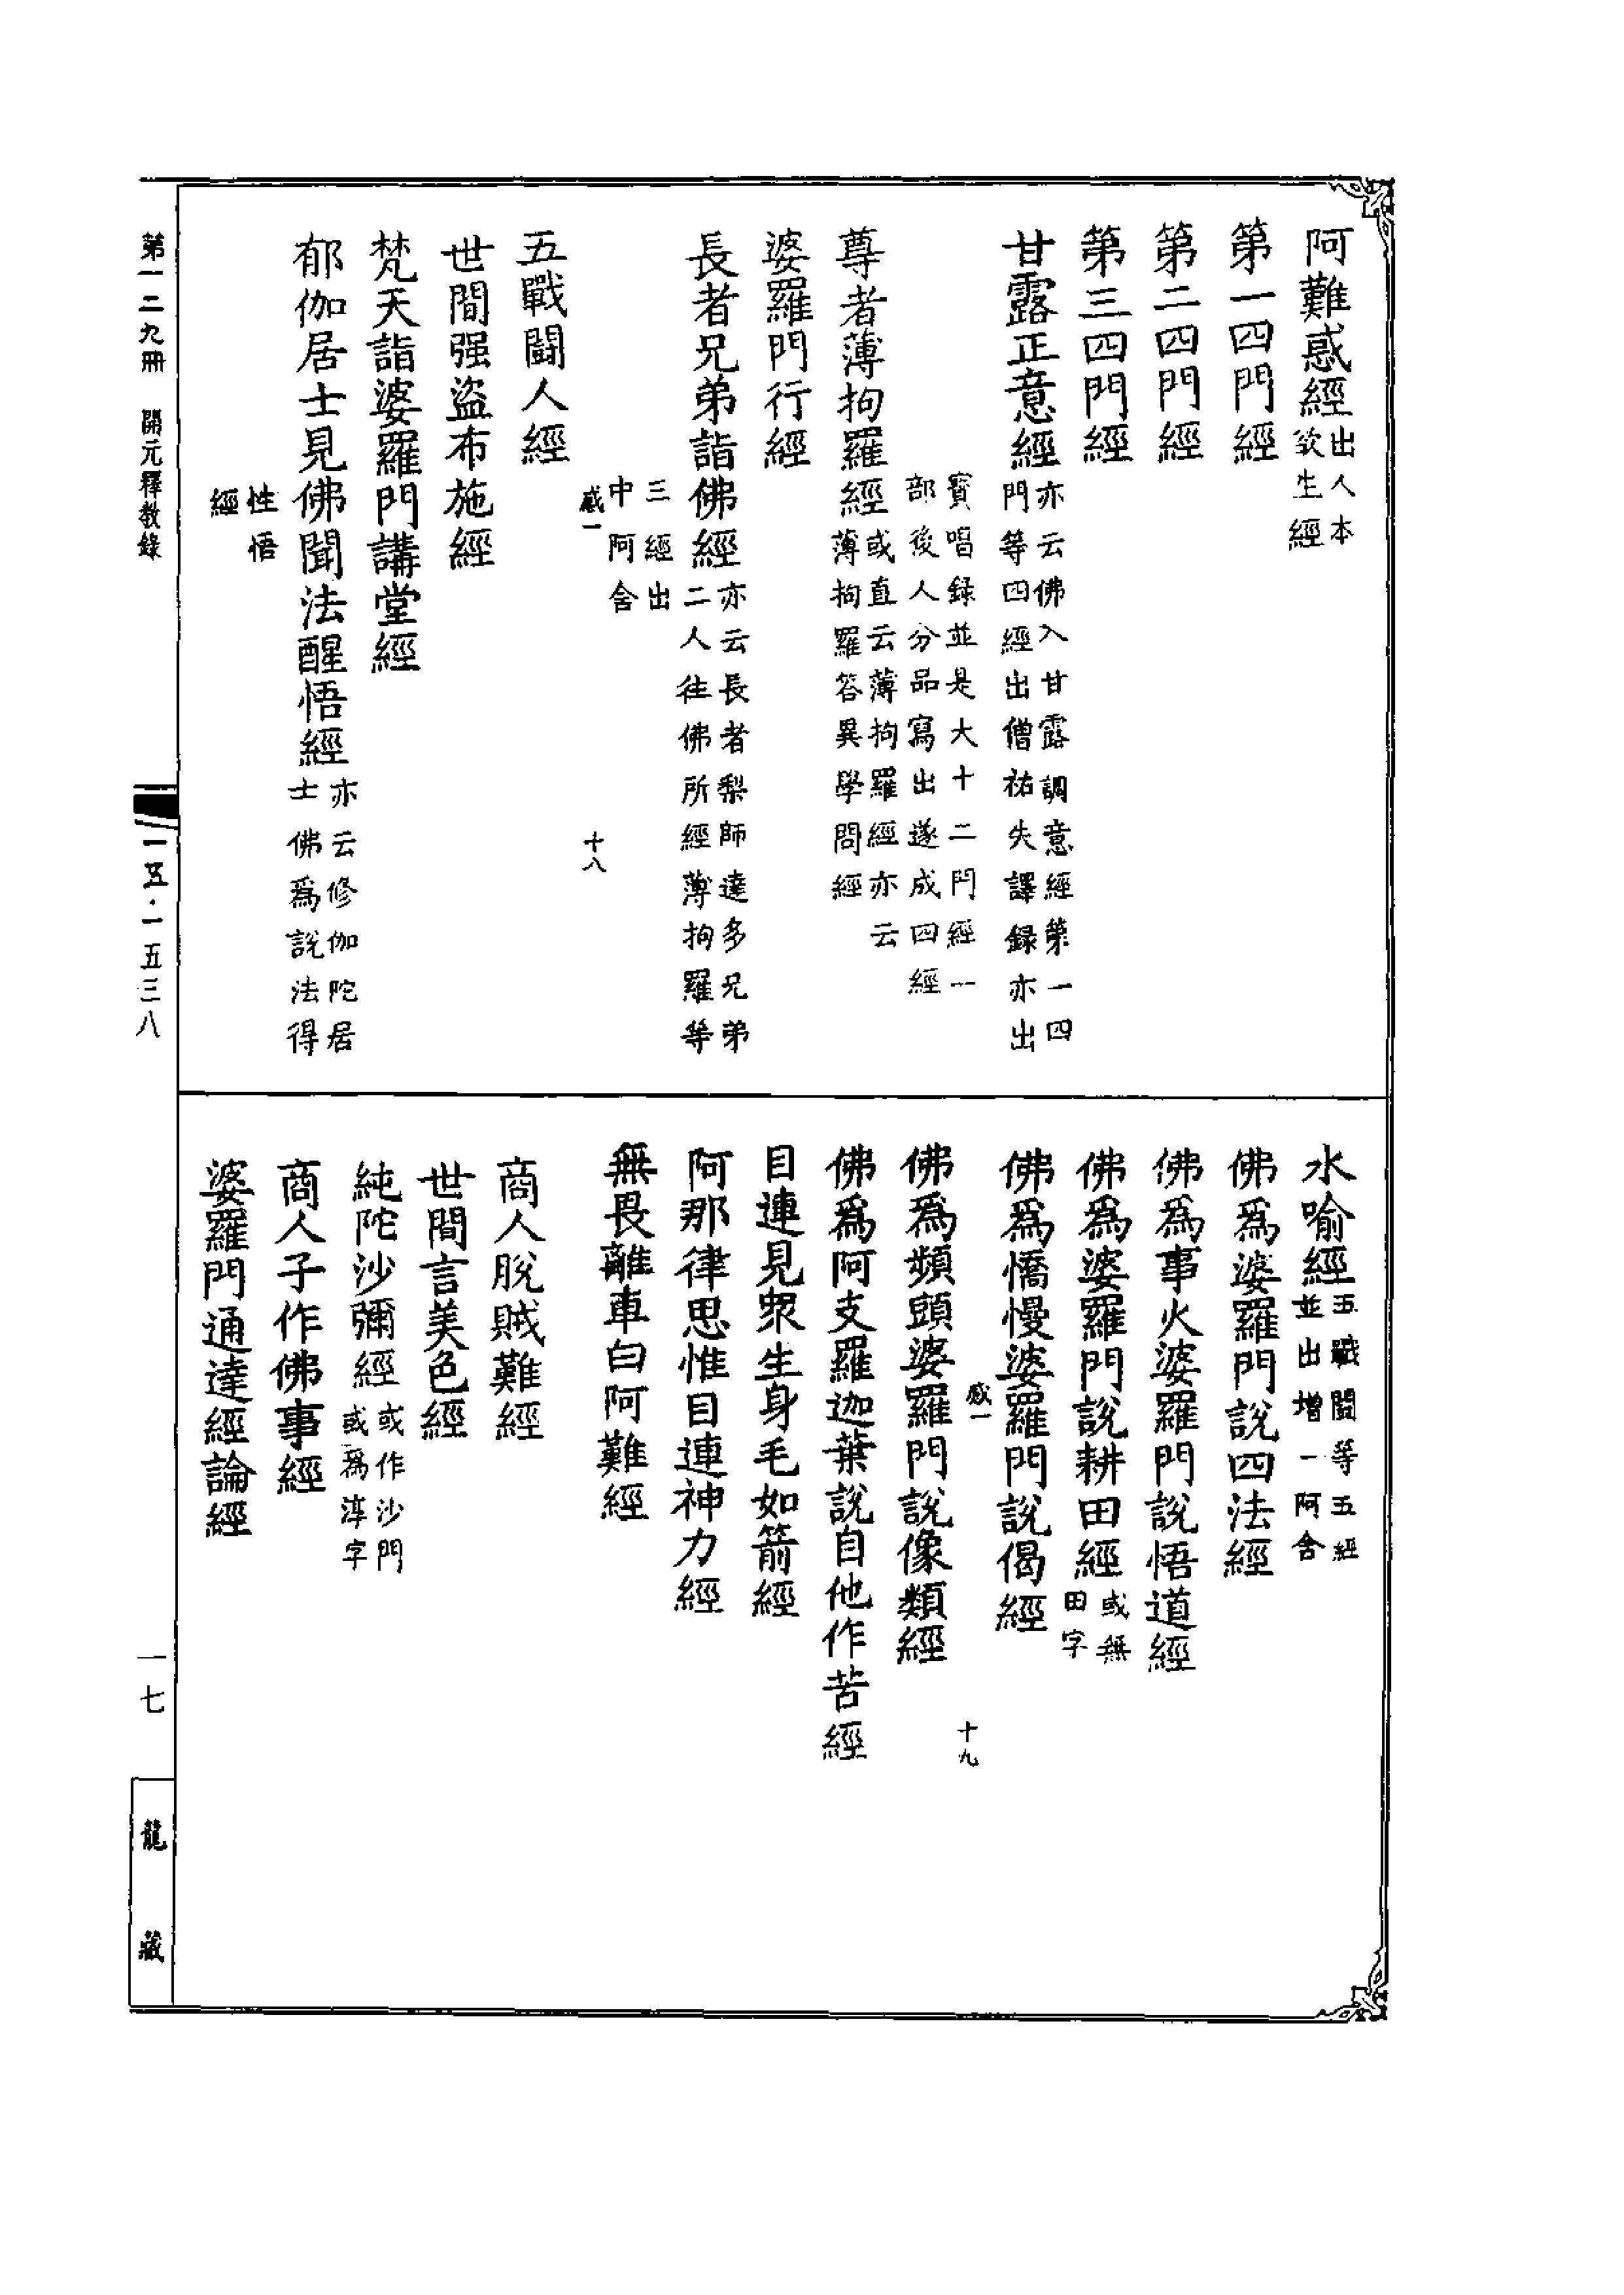 阿難惑經出人本
欲生經
第一四門經
第二四門經
第三四門經
甘露正意經亦云佛入甘露調意經第一四
門等四經出僧祐失譯録亦出
寳唱録並是大十二門經一
部後人分品寫出遂成四經
尊者薄拘羅經或直云薄拘羅經亦云
薄拘羅答異學問經
婆羅門行經
長者兄弟詣佛經亦云長者梨師達多兄弟
二人往佛所經薄拘羅等
三經出
中阿含
感一 十八
五戰鬪人經
世間强盜布施經
梵天詣婆羅門講堂經
郁伽居士見佛聞法醒悟經亦云修伽陀居
士佛爲說法得
性悟
經
水喻經五戰鬪等五經
並出增一阿含
佛爲婆羅門說四法經
佛爲事火婆羅門說悟道經
佛爲婆羅門說耕田經或無
田字
佛爲憍慢婆羅門說偈經
感一 十九
佛爲頻頭婆羅門說像類經
佛爲阿支羅迦葉說自他作苦經
目連見衆生身毛如箭經
阿那律思惟目連神力經
無畏離車白阿難經
商人脫賊難經
世間言美色經
純陀沙彌經或作沙門
或爲淳字
商人子作佛事經
婆羅門通達經論經
第一二九冊 開元釋教錄
一五·一五三八
一七
龍藏